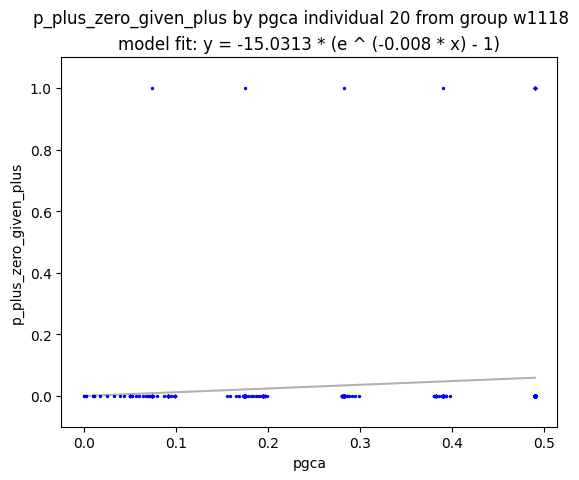 p_plus_zero_given_plus by pgca individual 20 from group w1118
model fit: y = -15.0313 * (e ^ (-0.008 * x) - 1)
1.0
0.8
0.6
0.4
0.2
0.0
p_plus_zero_given_plus
0.0 0.1 0.2 0.3 0.4 0.5
pgca